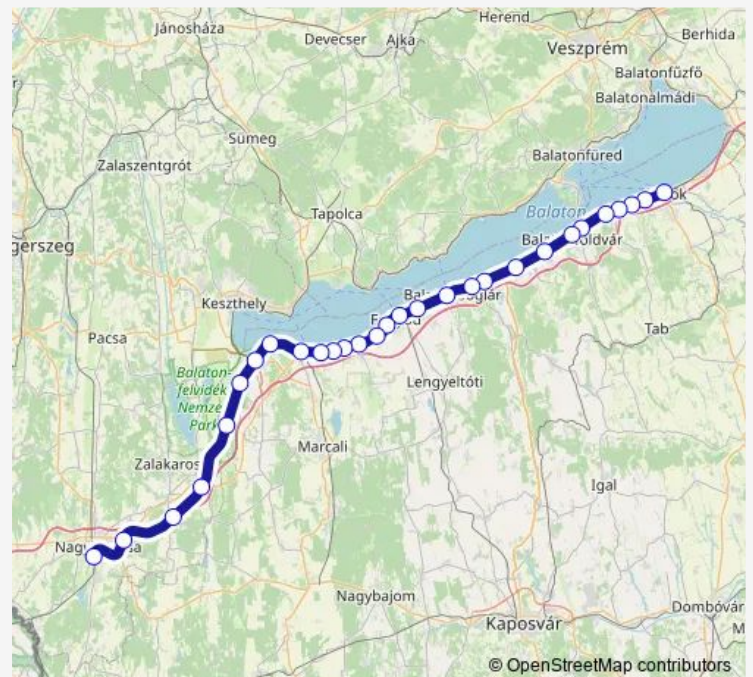 Herend
Jánosháza
Berhida
Devecser
Ajka
Veszprém
Balatonfűzfő
Balatonalmádi
Sümeg
Zalaszentgrót
Balatonfüred
Tapolca
Balaton
Keszthely
Pacsa
Tab
Balaton-
felvidék
Nemze
Park
Lengyeltóti
Marcali
Zalakaros
Igal
Nagybajom
Dombóvár
Kaposvár
© OpenStreetMap contributors